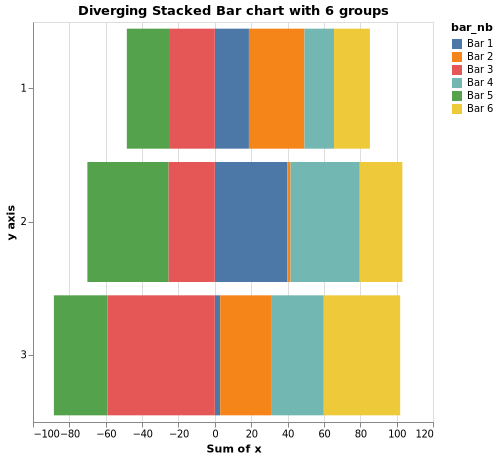 Diverging Stacked Bar chart with 6 groups
bar_nb
Bar 1
Bar 2
Bar 3
Bar 4
Bar 5
Bar 6
y axis
1
2
3
−100 −80 −60 −40 −20 0 20 40 60 80 100 120
Sum of x